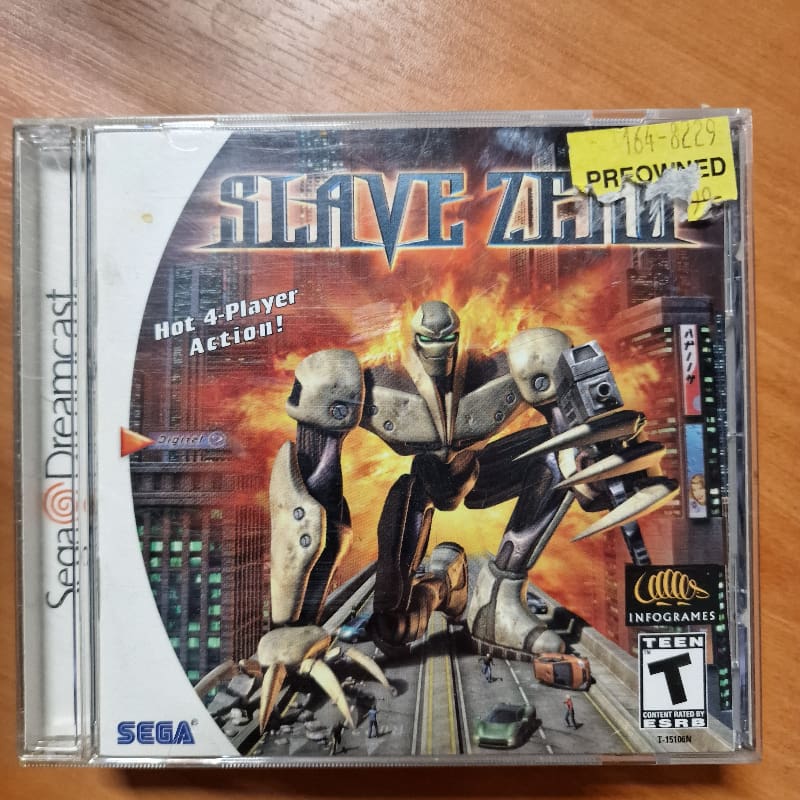 164-8229
PREOWNED
SLAVE ZERO
Hot 4-Player
Action!
Sega Dreamcast
Digital
INFOGRAMES
TEEN
T
CONTENT RATED BY
ESRB
SEGA®
T-15106N